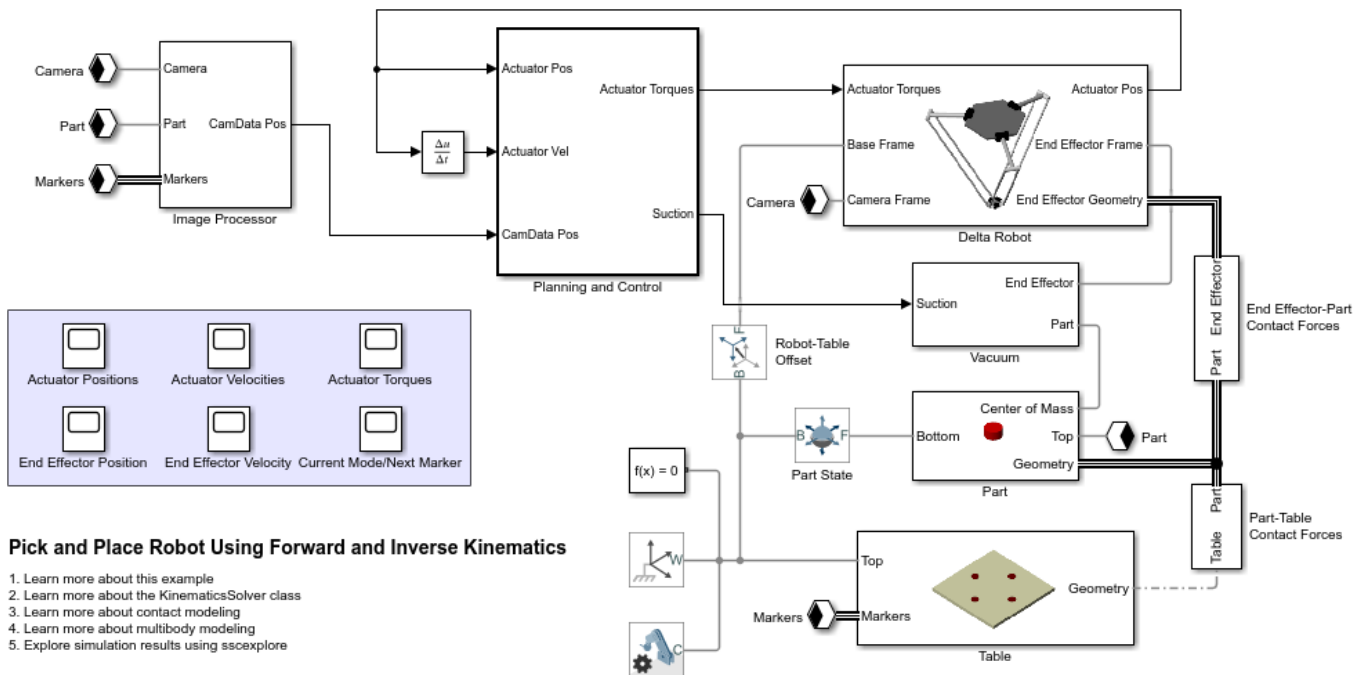 Camera
Part
Markers
Camera
Part
Markers
CamData Pos
Image Processor
Δu
Δt
Actuator Pos
Actuator Vel
CamData Pos
Actuator Torques
Suction
Planning and Control
Actuator Torques
Base Frame
Camera Frame
Actuator Pos
End Effector Frame
End Effector Geometry
Delta Robot
Camera
Suction
End Effector
Part
Vacuum
End Effector
Part
End Effector-Part
Contact Forces
F
B
Robot-Table
Offset
Actuator Positions
Actuator Velocities
Actuator Torques
End Effector Position
End Effector Velocity
Current Mode/Next Marker
B
F
Part State
Bottom
Center of Mass
Top
Geometry
Part
Part
Part
Table
Part-Table
Contact Forces
f(x) = 0
W
C
Top
Markers
Geometry
Table
Markers
Pick and Place Robot Using Forward and Inverse Kinematics
1. Learn more about this example
2. Learn more about the KinematicsSolver class
3. Learn more about contact modeling
4. Learn more about multibody modeling
5. Explore simulation results using sscexplore